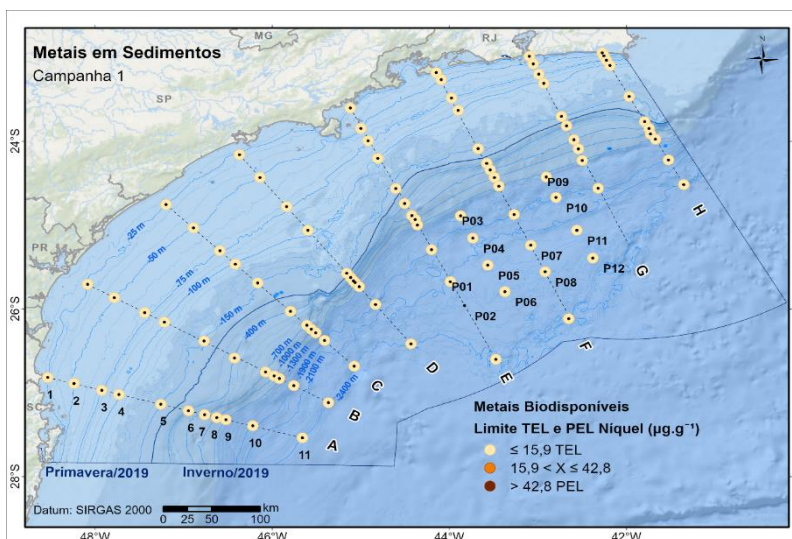 Metais em Sedimentos
Campanha 1
MG
RJ
SP
PR
SC
24°S
26°S
28°S
-25 m
-50 m
-75 m
-100 m
-150 m
-400 m
-700 m
-1000 m
-1300 m
-1900 m
-2100 m
-2400 m
P09
P10
P03
P11
P04
P07
P12
P05
P01
P08
P06
P02
H
G
F
E
D
C
B
A
1
2
3
4
5
6
7
8
9
10
11
Primavera/2019
Inverno/2019
Metais Biodisponíveis
Limite TEL e PEL Níquel (µg.g⁻¹)
≤ 15,9 TEL
15,9 < X ≤ 42,8
> 42,8 PEL
Datum: SIRGAS 2000
km
0 25 50 100
48°W
46°W
44°W
42°W